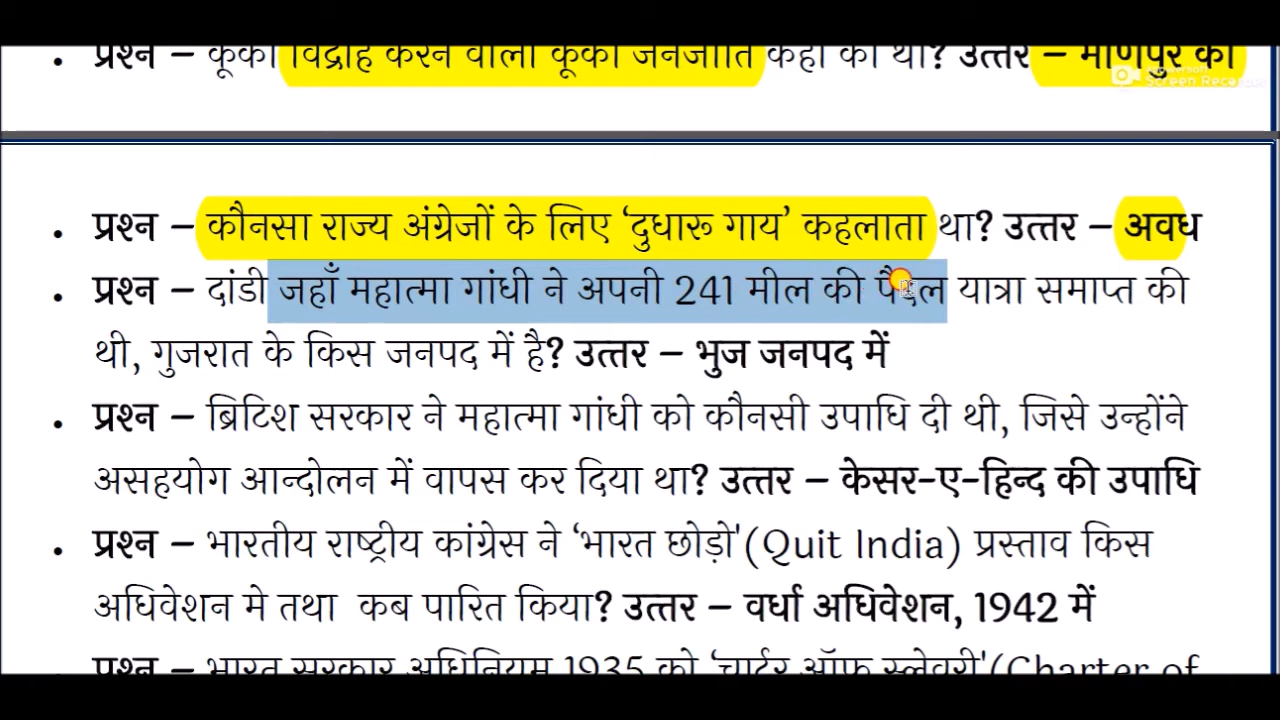 प्रश्न – कूका विद्रोह करने वाली कूका जनजाति कहाँ की थी? उत्तर – मणिपुर की
Screen Recorder
• प्रश्न – कौनसा राज्य अंग्रेजों के लिए ‘दुधारू गाय’ कहलाता था? उत्तर – अवध
• प्रश्न – दांडी जहाँ महात्मा गांधी ने अपनी 241 मील की पैदल यात्रा समाप्त की
थी, गुजरात के किस जनपद में है? उत्तर – भुज जनपद में
• प्रश्न – ब्रिटिश सरकार ने महात्मा गांधी को कौनसी उपाधि दी थी, जिसे उन्होंने
असहयोग आन्दोलन में वापस कर दिया था? उत्तर – केसर-ए-हिन्द की उपाधि
• प्रश्न – भारतीय राष्ट्रीय कांग्रेस ने ‘भारत छोड़ो'(Quit India) प्रस्ताव किस
अधिवेशन मे तथा कब पारित किया? उत्तर – वर्धा अधिवेशन, 1942 में
प्रश्न – भारत सरकार अधिनियम 1935 को ‘चार्टर ऑफ स्लेवरी'(Charter of